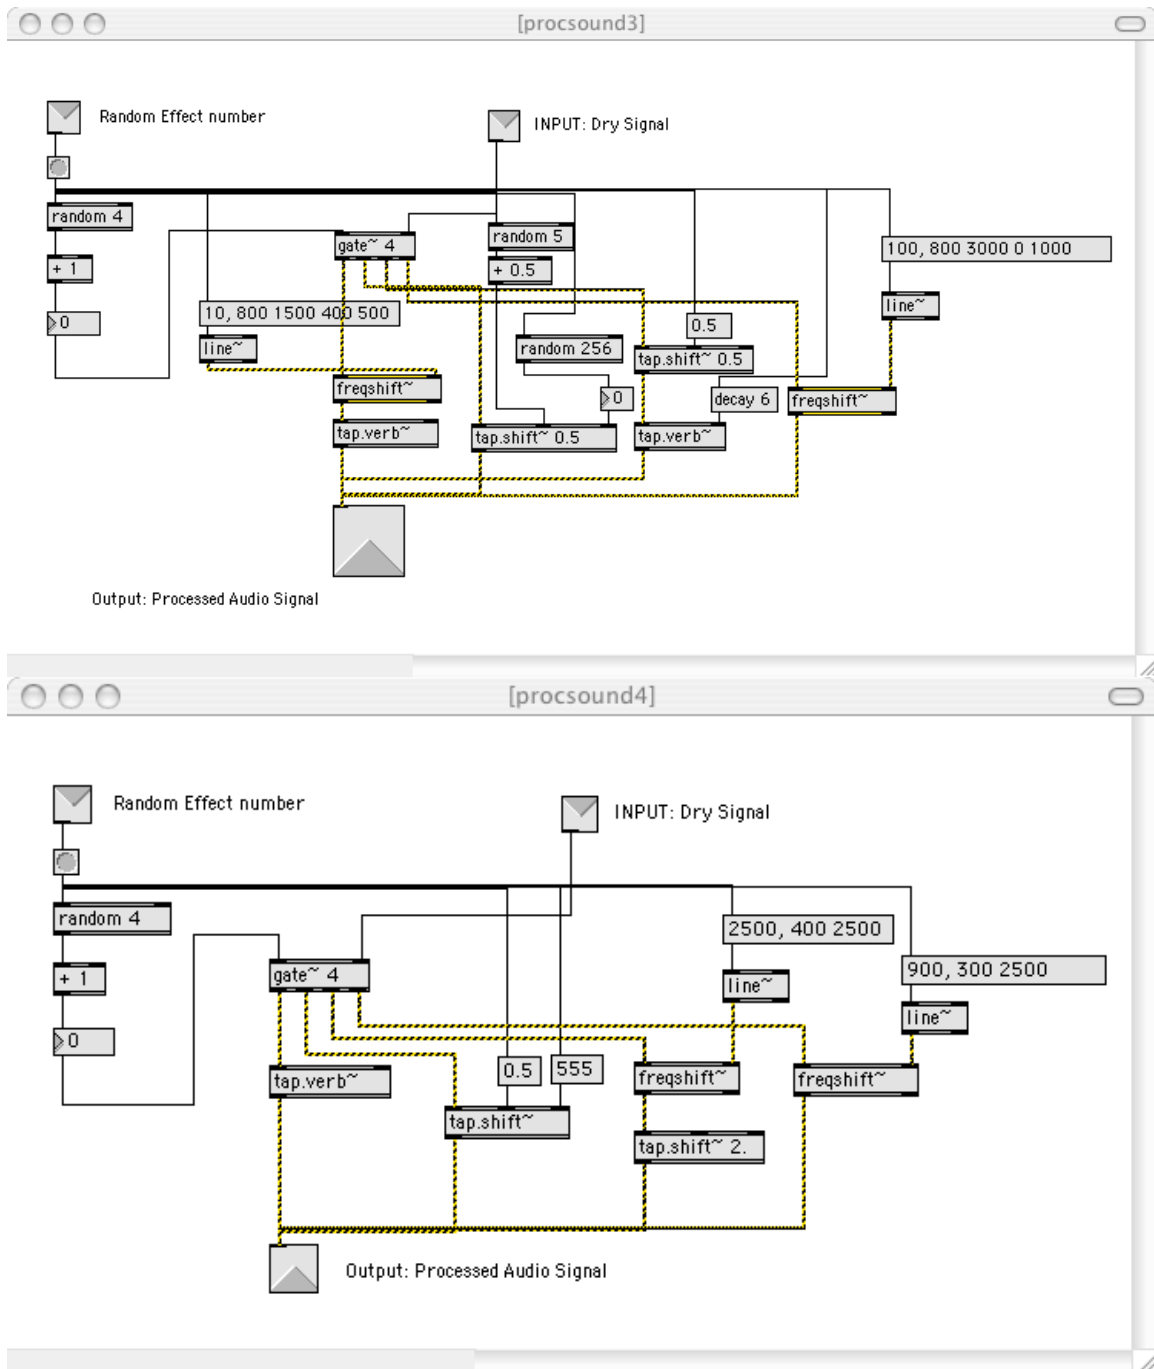 [procsound3]
Random Effect number
INPUT: Dry Signal
random 4
gate~ 4
random 5
100, 800 3000 0 1000
+ 1
+ 0.5
10, 800 1500 400 500
line~
0
0.5
line~
random 256
tap.shift~ 0.5
freqshift~
0
decay 6
freqshift~
tap.verb~
tap.shift~ 0.5
tap.verb~
Output: Processed Audio Signal
[procsound4]
Random Effect number
INPUT: Dry Signal
random 4
2500, 400 2500
+ 1
gate~ 4
900, 300 2500
line~
line~
0
0.5
555
tap.verb~
freqshift~
freqshift~
tap.shift~
tap.shift~ 2.
Output: Processed Audio Signal